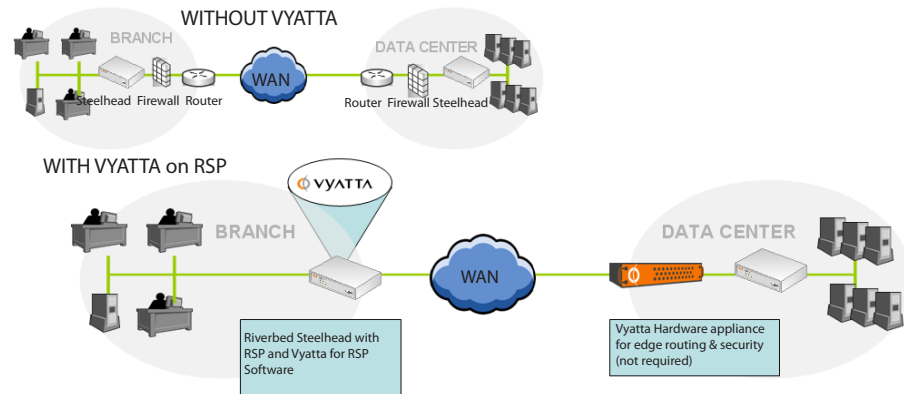 WITHOUT VYATTA
BRANCH
DATA CENTER
WAN
Steelhead Firewall Router
Router Firewall Steelhead
WITH VYATTA on RSP
VYATTA
BRANCH
DATA CENTER
WAN
Riverbed Steelhead with
RSP and Vyatta for RSP
Software
Vyatta Hardware appliance
for edge routing & security
(not required)